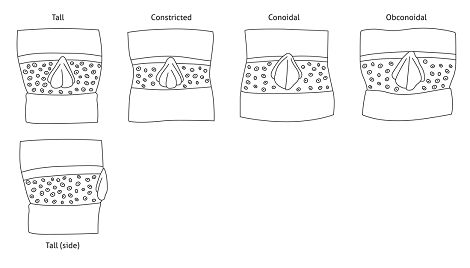 Tall
Constricted
Conoidal
Obconoidal
Tall (side)